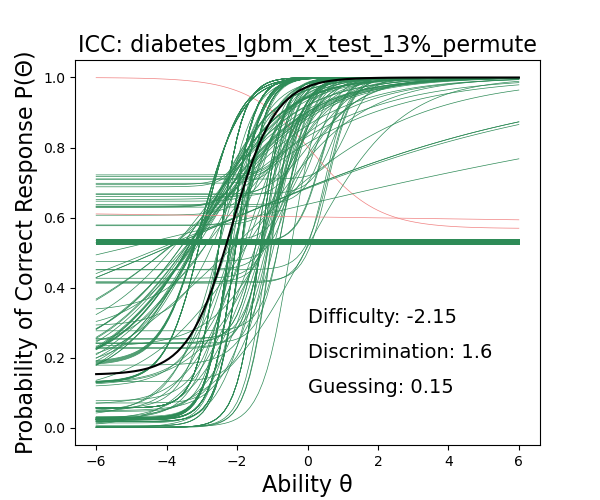 ICC: diabetes_lgbm_x_test_13%_permute
Probability of Correct Response P(Θ)
1.0
0.8
0.6
0.4
0.2
0.0
Difficulty: -2.15
Discrimination: 1.6
Guessing: 0.15
−6 −4 −2 0 2 4 6
Ability θ